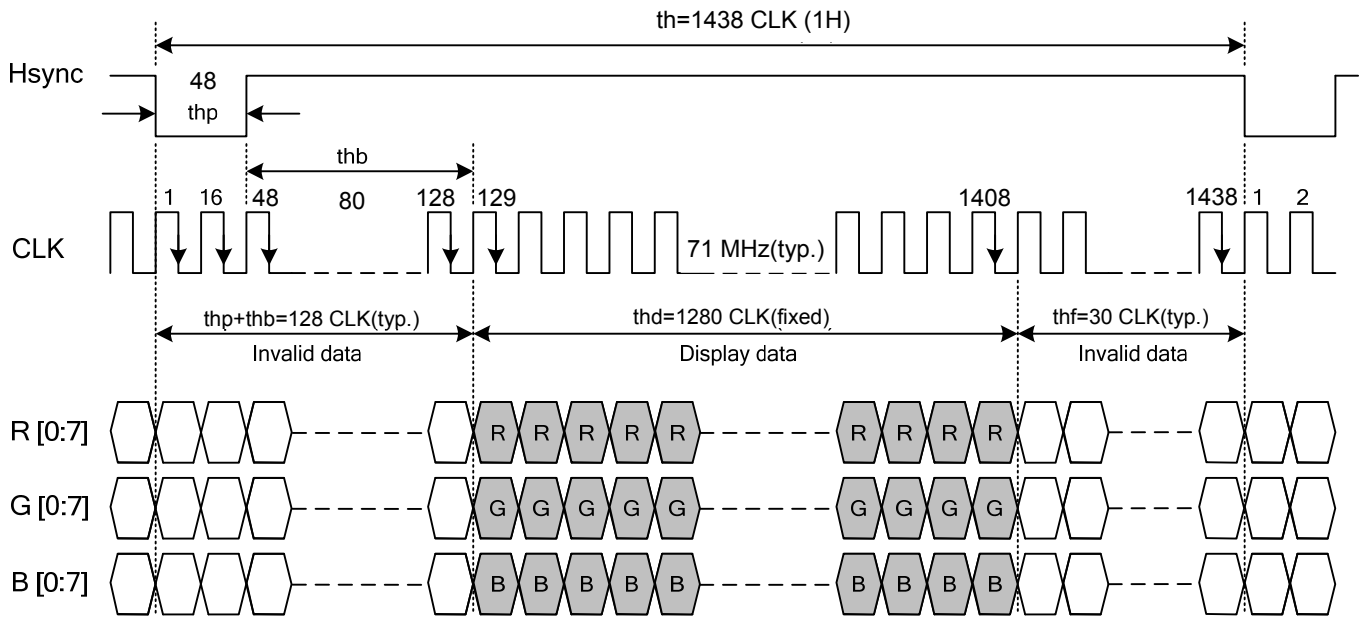 th=1438 CLK (1H)
Hsync
48
thp
thb
1 16 48 80 128 129 1408 1438 1 2
CLK
71 MHz(typ.)
thp+thb=128 CLK(typ.) thd=1280 CLK(fixed) thf=30 CLK(typ.)
Invalid data Display data Invalid data
R [0:7] R R R R R R R R R
G [0:7] G G G G G G G G G
B [0:7] B B B B B B B B B